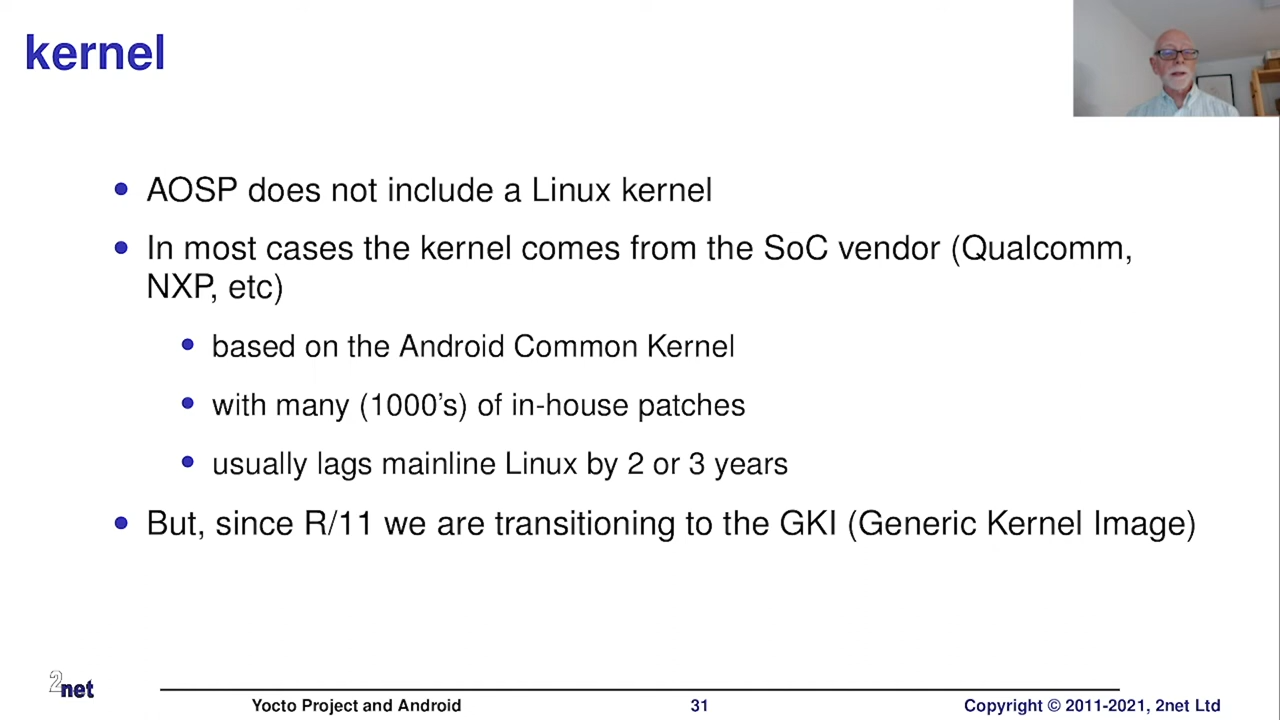 kernel
AOSP does not include a Linux kernel
In most cases the kernel comes from the SoC vendor (Qualcomm,
NXP, etc)
based on the Android Common Kernel
with many (1000's) of in-house patches
usually lags mainline Linux by 2 or 3 years
But, since R/11 we are transitioning to the GKI (Generic Kernel Image)
2net
Yocto Project and Android
31
Copyright © 2011-2021, 2net Ltd